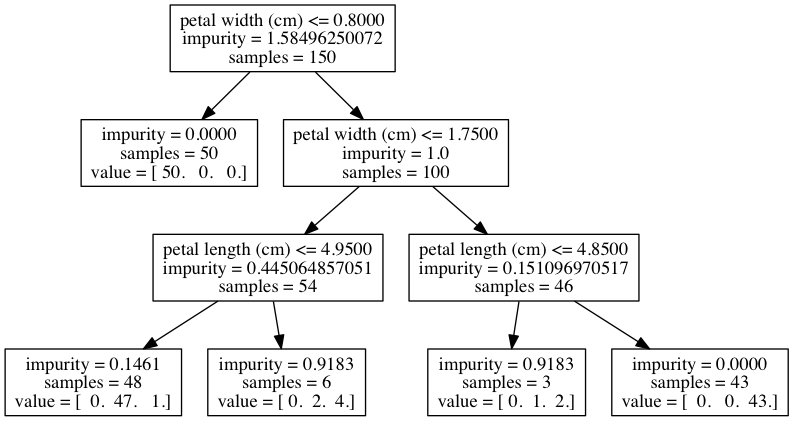 petal width (cm) <= 0.8000
impurity = 1.58496250072
samples = 150
impurity = 0.0000
samples = 50
value = [ 50. 0. 0.]
petal width (cm) <= 1.7500
impurity = 1.0
samples = 100
petal length (cm) <= 4.9500
impurity = 0.445064857051
samples = 54
petal length (cm) <= 4.8500
impurity = 0.151096970517
samples = 46
impurity = 0.1461
samples = 48
value = [ 0. 47. 1.]
impurity = 0.9183
samples = 6
value = [ 0. 2. 4.]
impurity = 0.9183
samples = 3
value = [ 0. 1. 2.]
impurity = 0.0000
samples = 43
value = [ 0. 0. 43.]